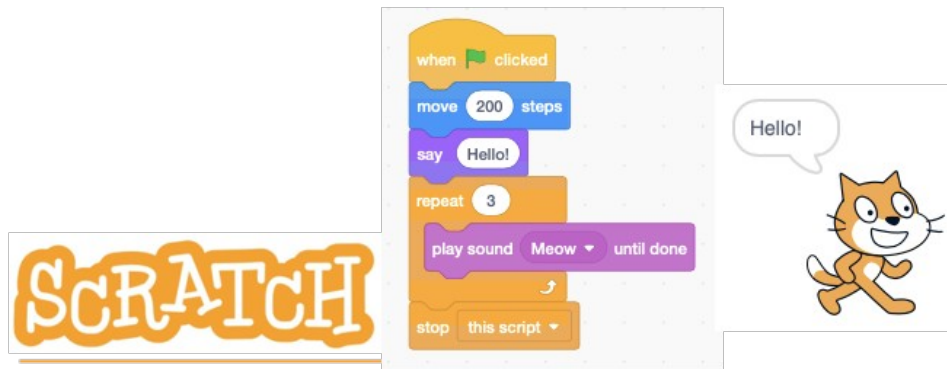 SCRATCH
when clicked
move 200 steps
say Hello!
repeat 3
play sound Meow until done
stop this script
Hello!